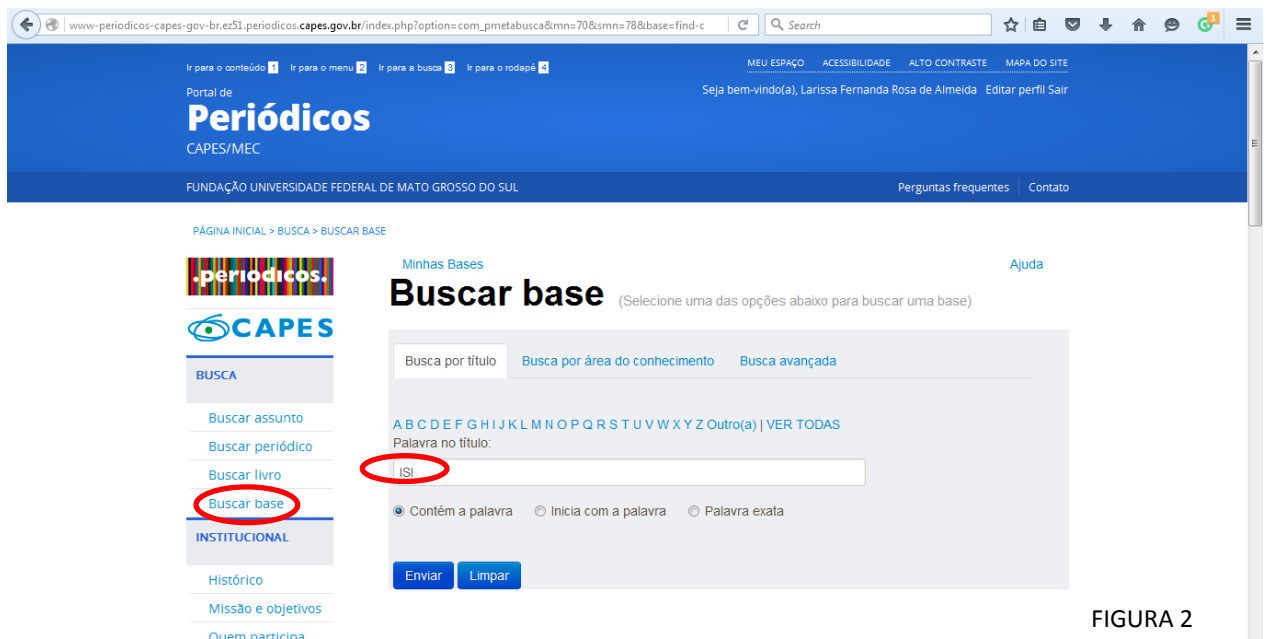 www-periodicos-capes-gov-br.ez51.periodicos.capes.gov.br/index.php?option=com_pmetabusca&mn=70&smn=78&base=find-c
Search
1
Ir para o conteúdo 1 Ir para o menu 2 Ir para a busca 3 Ir para o rodapé 4
MEU ESPAÇO ACESSIBILIDADE ALTO CONTRASTE MAPA DO SITE
Portal de
Seja bem-vindo(a), Larissa Fernanda Rosa de Almeida Editar perfil Sair
Periódicos
CAPES/MEC
FUNDAÇÃO UNIVERSIDADE FEDERAL DE MATO GROSSO DO SUL
Perguntas frequentes Contato
PÁGINA INICIAL > BUSCA > BUSCAR BASE
.periodicos.
CAPES
BUSCA
Buscar assunto
Buscar periódico
Buscar livro
Buscar base
INSTITUCIONAL
Histórico
Missão e objetivos
Quem participa
Minhas Bases
Ajuda
Buscar base (Selecione uma das opções abaixo para buscar uma base)
Busca por título Busca por área do conhecimento Busca avançada
A B C D E F G H I J K L M N O P Q R S T U V W X Y Z Outro(a) | VER TODAS
Palavra no título:
ISI
Contém a palavra Inicia com a palavra Palavra exata
Enviar Limpar
FIGURA 2